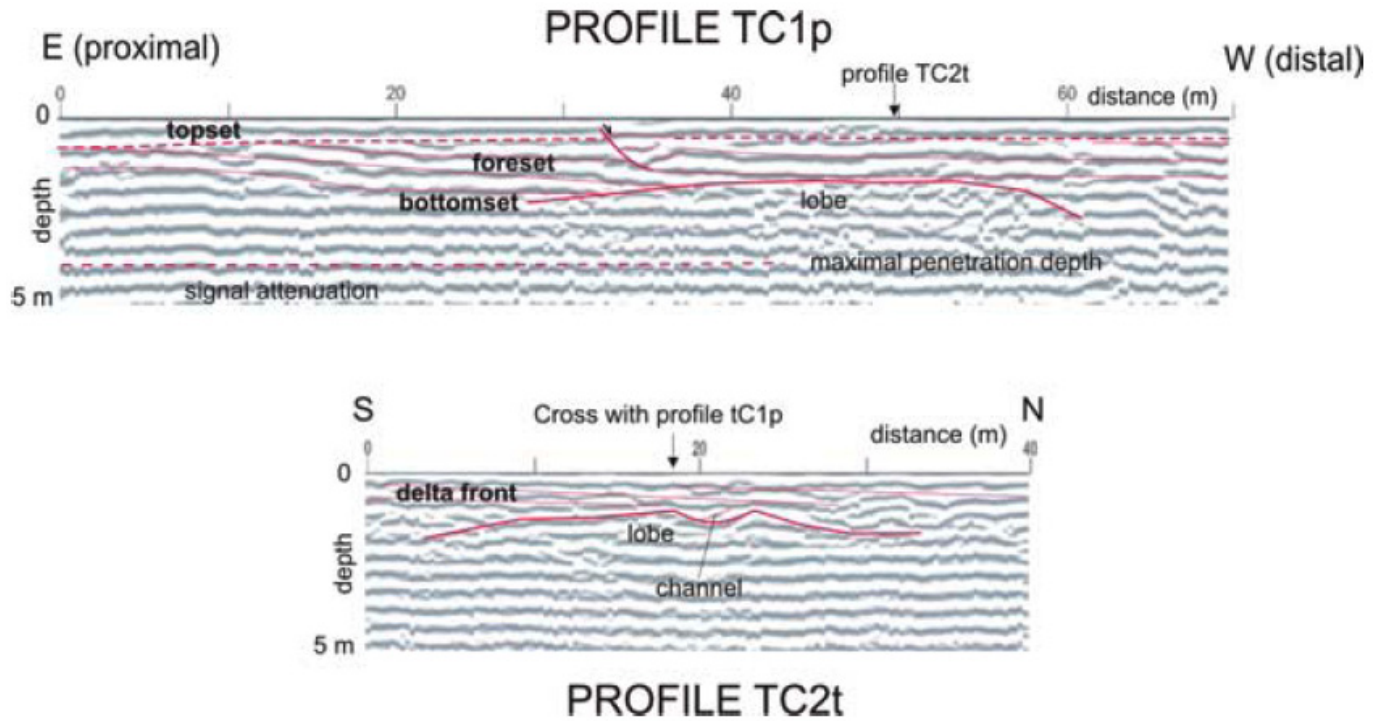 PROFILE TC1p
E (proximal)
W (distal)
profile TC2t
0 20 40 60 distance (m)
0
topset
foreset
bottomset
lobe
depth
maximal penetration depth
5 m
signal attenuation
S
Cross with profile tC1p
N
distance (m)
0 20 40
0
delta front
lobe
depth
channel
5 m
PROFILE TC2t